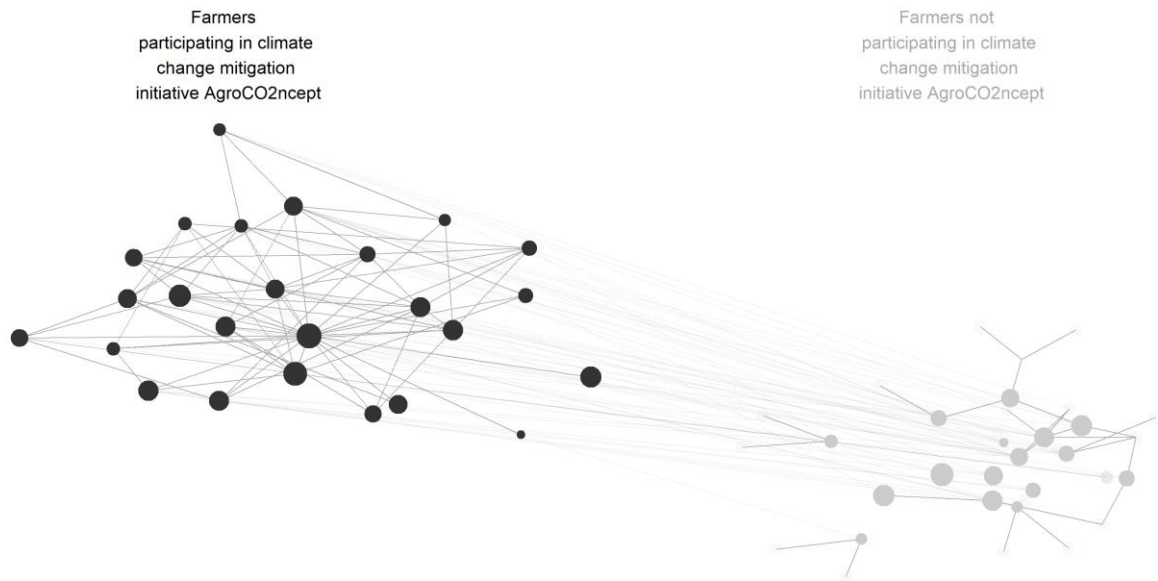 Farmers
participating in climate
change mitigation
initiative AgroCO2ncept
Farmers not
participating in climate
change mitigation
initiative AgroCO2ncept